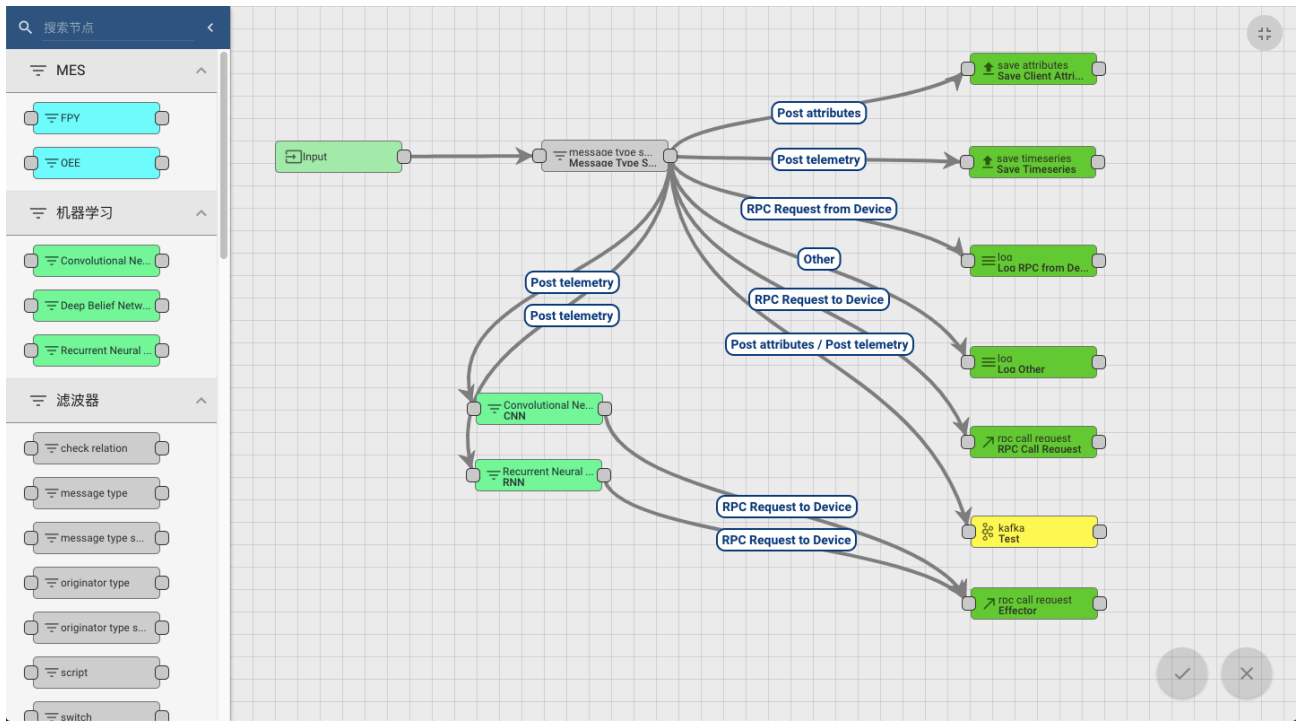 搜索节点
MES
FPY
OEE
机器学习
Convolutional Ne...
Deep Belief Netw...
Recurrent Neural ...
滤波器
check relation
message type
message type s...
originator type
originator type s...
script
switch
Input
message type s...
Message Type S...
Post attributes
Post telemetry
RPC Request from Device
Other
RPC Request to Device
Post attributes / Post telemetry
Post telemetry
Post telemetry
Convolutional Ne...
CNN
Recurrent Neural ...
RNN
RPC Request to Device
RPC Request to Device
save attributes
Save Client Attri...
save timeseries
Save Timeseries
log
Log RPC from De...
log
Log Other
rpc call request
RPC Call Request
kafka
Test
rpc call request
Effector